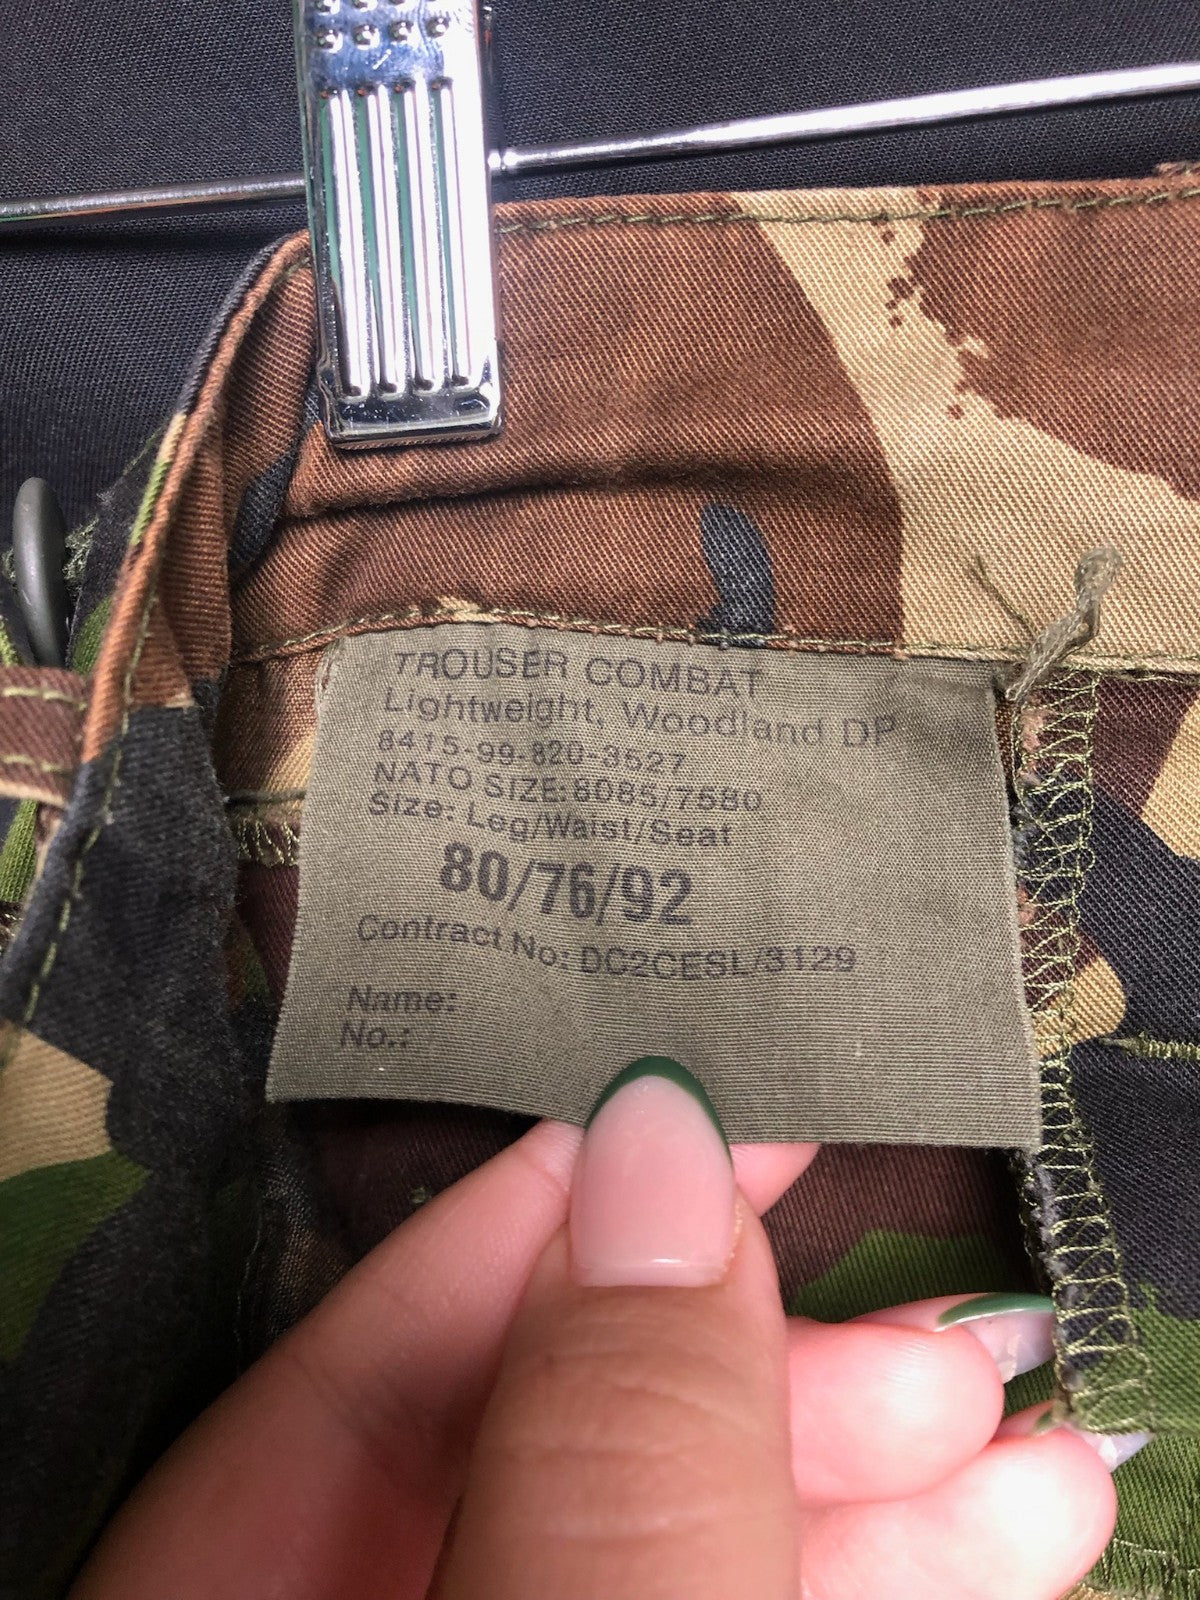 TROUSER COMBAT
Lightweight, Woodland DP
8415-99-820-3527
NATO SIZE: 8085/7580
Size: Leg/Waist/Seat
80/76/92
Contract No: DC2CESL/3129
Name:
No.: